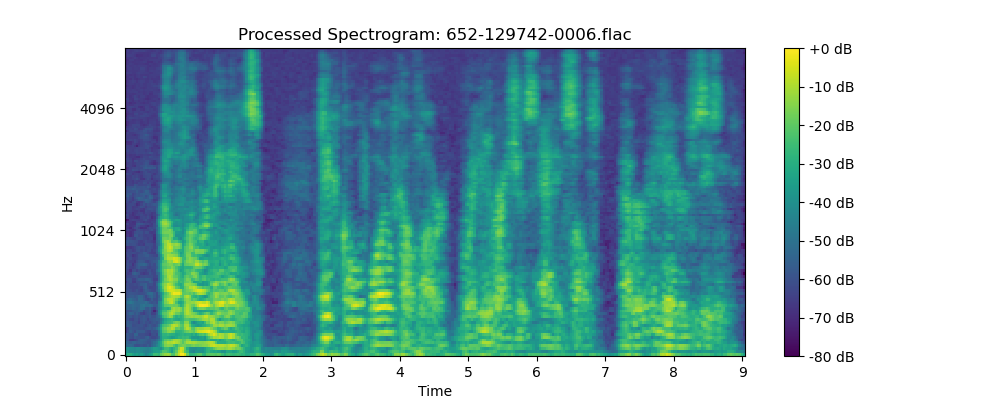 Processed Spectrogram: 652-129742-0006.flac
Hz
4096
2048
1024
512
0
0 1 2 3 4 5 6 7 8 9
Time
+0 dB
-10 dB
-20 dB
-30 dB
-40 dB
-50 dB
-60 dB
-70 dB
-80 dB